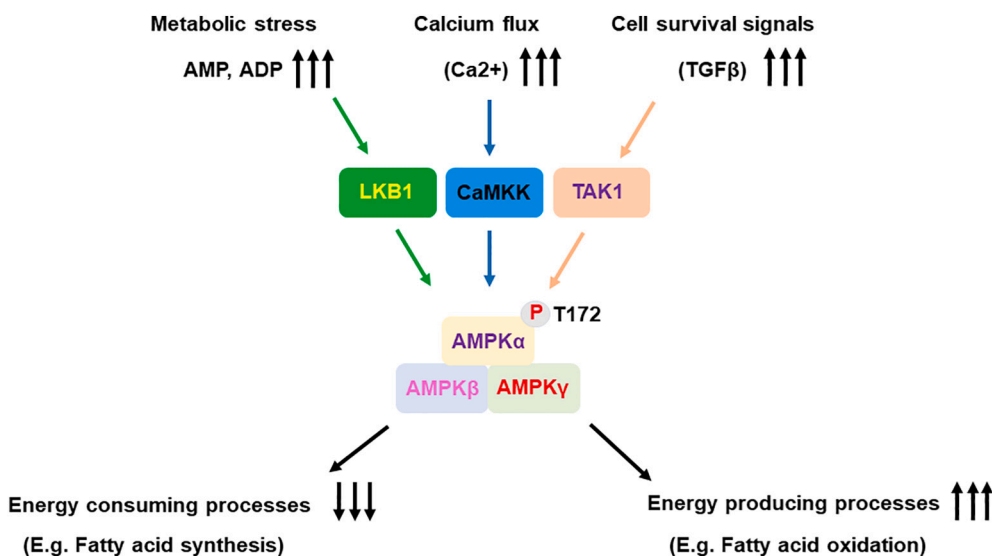 Metabolic stress
Calcium flux
Cell survival signals
AMP, ADP
(Ca2+)
(TGFβ)
LKB1
CaMKK
TAK1
P
T172
AMPKα
AMPKβ
AMPKγ
Energy consuming processes
(E.g. Fatty acid synthesis)
Energy producing processes
(E.g. Fatty acid oxidation)